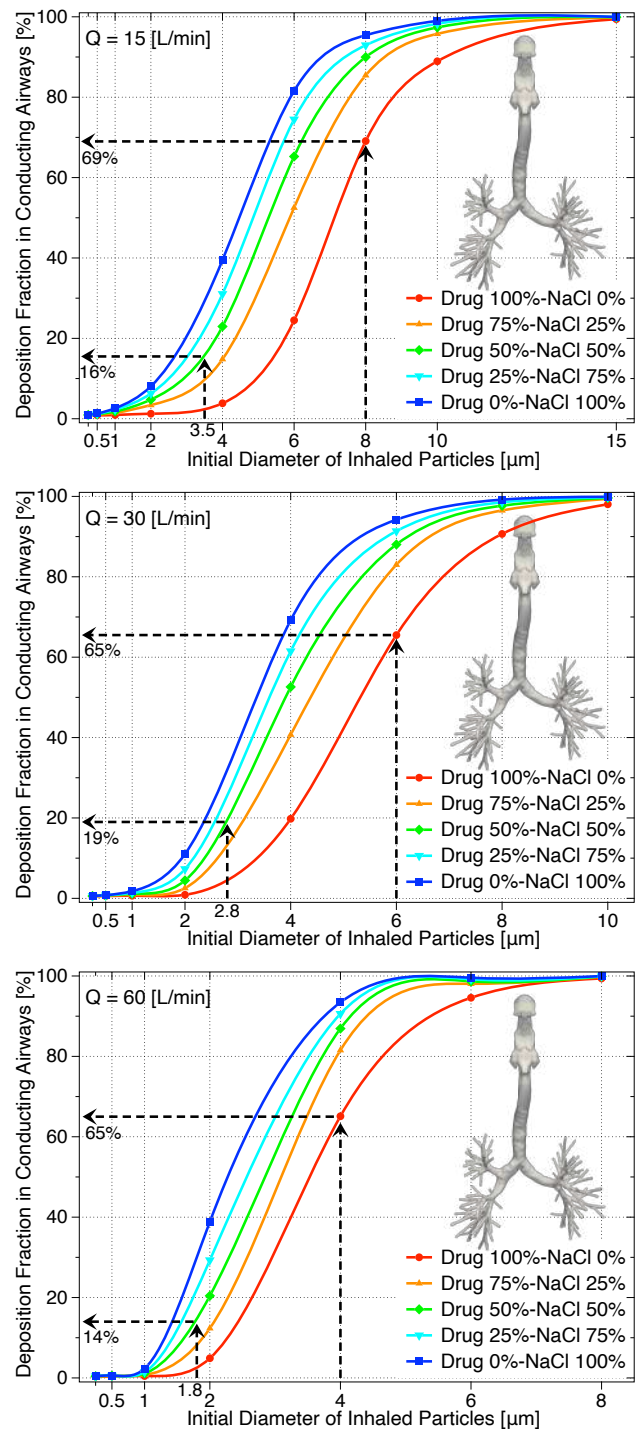 Q = 15 [L/min]
Deposition Fraction in Conducting Airways [%]
100
80
60
40
20
0
69%
16%
Drug 100%-NaCl 0%
Drug 75%-NaCl 25%
Drug 50%-NaCl 50%
Drug 25%-NaCl 75%
Drug 0%-NaCl 100%
0.5 1 2 3.5 4 6 8 10 15
Initial Diameter of Inhaled Particles [µm]
Q = 30 [L/min]
Deposition Fraction in Conducting Airways [%]
100
80
60
40
20
0
65%
19%
Drug 100%-NaCl 0%
Drug 75%-NaCl 25%
Drug 50%-NaCl 50%
Drug 25%-NaCl 75%
Drug 0%-NaCl 100%
0.5 1 2 2.8 4 6 8 10
Initial Diameter of Inhaled Particles [µm]
Q = 60 [L/min]
Deposition Fraction in Conducting Airways [%]
100
80
60
40
20
0
65%
14%
Drug 100%-NaCl 0%
Drug 75%-NaCl 25%
Drug 50%-NaCl 50%
Drug 25%-NaCl 75%
Drug 0%-NaCl 100%
0.5 1 1.8 2 4 6 8
Initial Diameter of Inhaled Particles [µm]